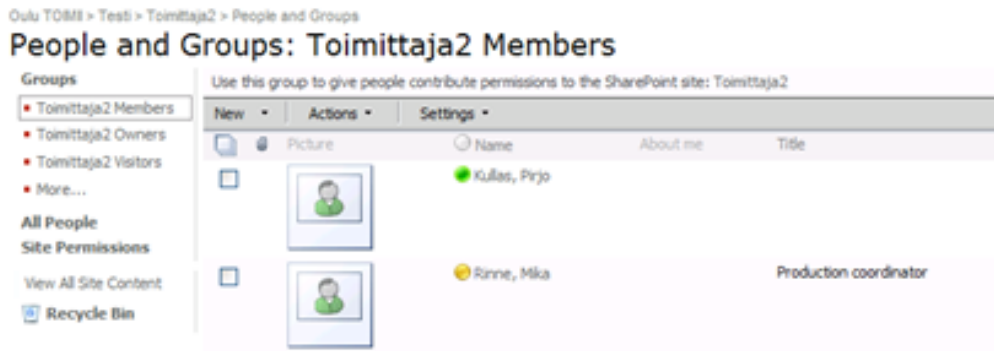 Oulu TOIMII > Testi > Toimittaja2 > People and Groups
People and Groups: Toimittaja2 Members
Groups
Toimittaja2 Members
Toimittaja2 Owners
Toimittaja2 Visitors
More...
All People
Site Permissions
View All Site Content
Recycle Bin
Use this group to give people contribute permissions to the SharePoint site: Toimittaja2
New Actions Settings
Picture Name About me Title
Kullas, Pirjo
Rinne, Mika Production coordinator